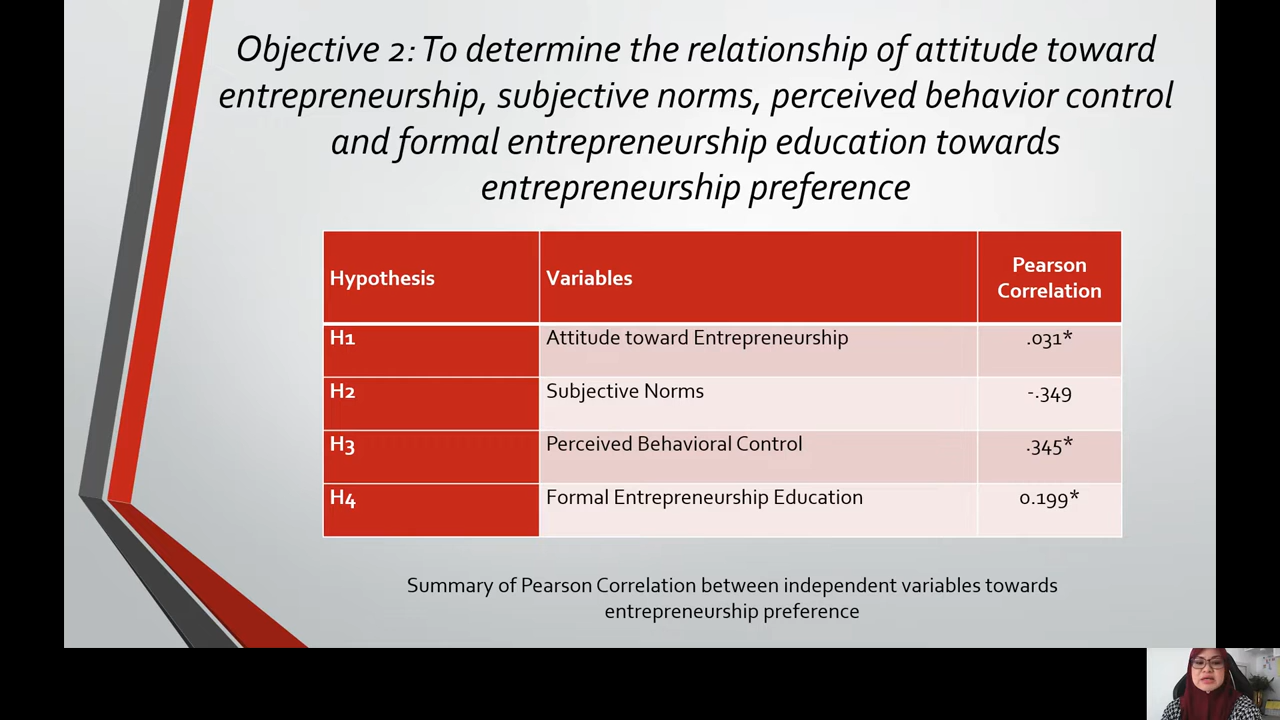 Objective 2: To determine the relationship of attitude toward
entrepreneurship, subjective norms, perceived behavior control
and formal entrepreneurship education towards
entrepreneurship preference
Hypothesis Variables Pearson Correlation
H1 Attitude toward Entrepreneurship .031*
H2 Subjective Norms -.349
H3 Perceived Behavioral Control .345*
H4 Formal Entrepreneurship Education 0.199*
Summary of Pearson Correlation between independent variables towards
entrepreneurship preference